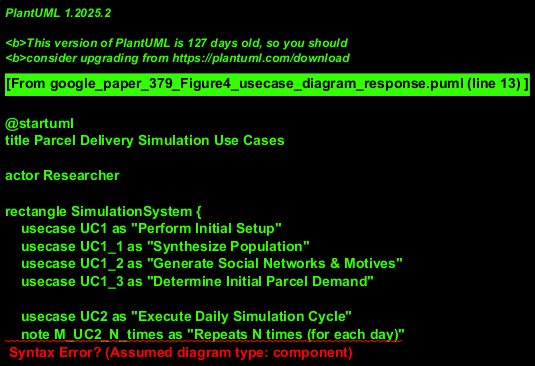 PlantUML 1.2025.2
<b>This version of PlantUML is 127 days old, so you should
<b>consider upgrading from https://plantuml.com/download
[From google_paper_379_Figure4_usecase_diagram_response.puml (line 13) ]
@startuml
title Parcel Delivery Simulation Use Cases
actor Researcher
rectangle SimulationSystem {
usecase UC1 as "Perform Initial Setup"
usecase UC1_1 as "Synthesize Population"
usecase UC1_2 as "Generate Social Networks & Motives"
usecase UC1_3 as "Determine Initial Parcel Demand"
usecase UC2 as "Execute Daily Simulation Cycle"
note M_UC2_N_times as "Repeats N times (for each day)"
Syntax Error? (Assumed diagram type: component)